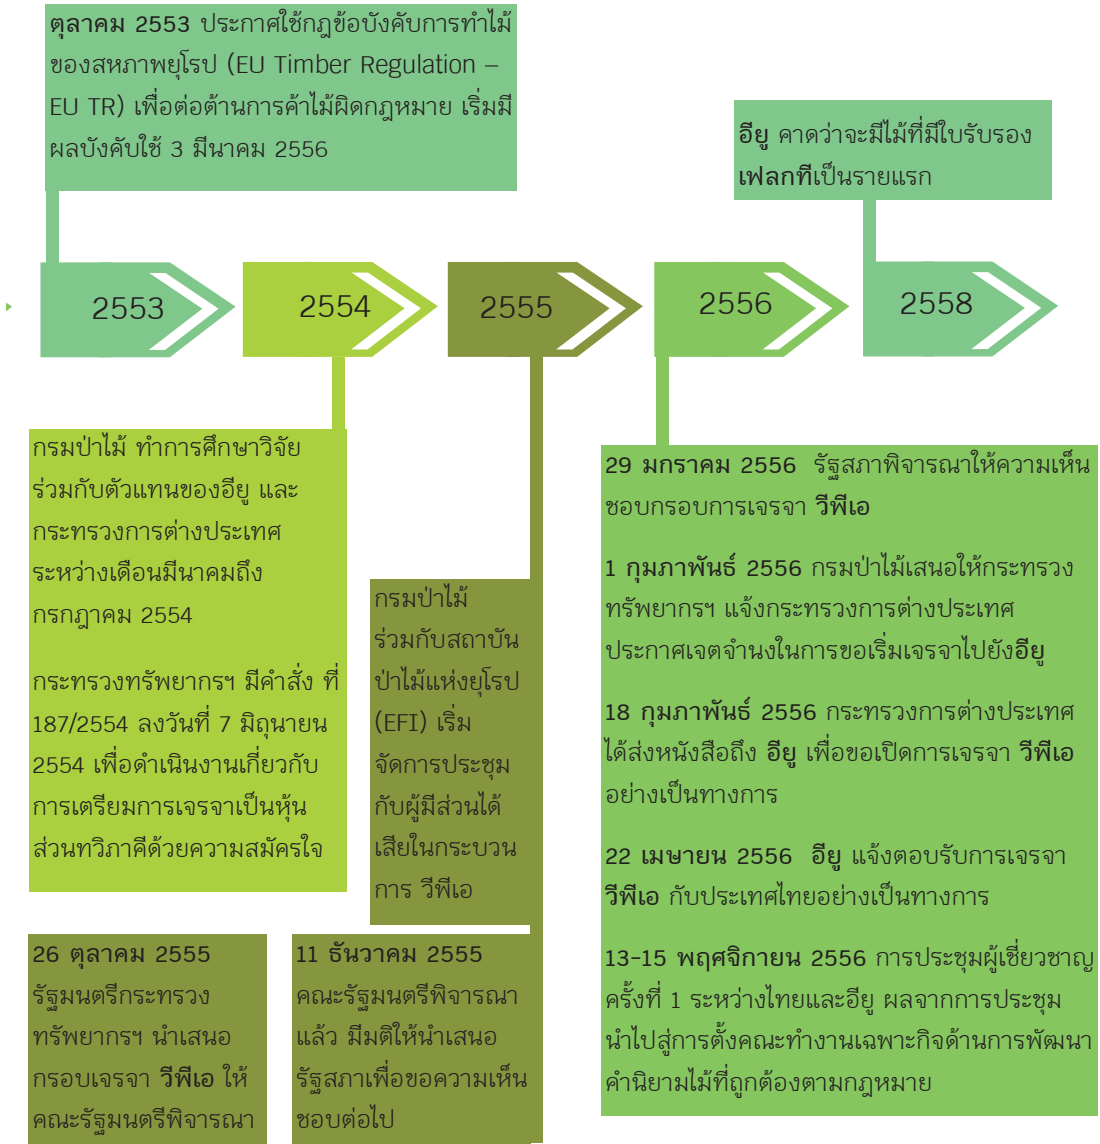 ตุลาคม 2553 ประกาศใช้กฎข้อบังคับการทำไม้
ของสหภาพยุโรป (EU Timber Regulation –
EU TR) เพื่อต่อต้านการค้าไม้ผิดกฎหมาย เริ่มมี
ผลบังคับใช้ 3 มีนาคม 2556
อียู คาดว่าจะมีไม้ที่มีใบรับรอง
เฟลกทีเป็นรายแรก
2553
2554
2555
2556
2558
กรมป่าไม้ ทำการศึกษาวิจัย
ร่วมกับตัวแทนของอียู และ
กระทรวงการต่างประเทศ
ระหว่างเดือนมีนาคมถึง
กรกฎาคม 2554
กระทรวงทรัพยากรฯ มีคำสั่ง ที่
187/2554 ลงวันที่ 7 มิถุนายน
2554 เพื่อดำเนินงานเกี่ยวกับ
การเตรียมการเจรจาเป็นหุ้น
ส่วนทวิภาคีด้วยความสมัครใจ
กรมป่าไม้
ร่วมกับสถาบัน
ป่าไม้แห่งยุโรป
(EFI) เริ่ม
จัดการประชุม
กับผู้มีส่วนได้
เสียในกระบวน
การ วีพีเอ
26 ตุลาคม 2555
รัฐมนตรีกระทรวง
ทรัพยากรฯ นำเสนอ
กรอบเจรจา วีพีเอ ให้
คณะรัฐมนตรีพิจารณา
11 ธันวาคม 2555
คณะรัฐมนตรีพิจารณา
แล้ว มีมติให้นำเสนอ
รัฐสภาเพื่อขอความเห็น
ชอบต่อไป
29 มกราคม 2556 รัฐสภาพิจารณาให้ความเห็น
ชอบกรอบการเจรจา วีพีเอ
1 กุมภาพันธ์ 2556 กรมป่าไม้เสนอให้กระทรวง
ทรัพยากรฯ แจ้งกระทรวงการต่างประเทศ
ประกาศเจตจำนงในการขอเริ่มเจรจาไปยังอียู
18 กุมภาพันธ์ 2556 กระทรวงการต่างประเทศ
ได้ส่งหนังสือถึง อียู เพื่อขอเปิดการเจรจา วีพีเอ
อย่างเป็นทางการ
22 เมษายน 2556 อียู แจ้งตอบรับการเจรจา
วีพีเอ กับประเทศไทยอย่างเป็นทางการ
13-15 พฤศจิกายน 2556 การประชุมผู้เชี่ยวชาญ
ครั้งที่ 1 ระหว่างไทยและอียู ผลจากการประชุม
นำไปสู่การตั้งคณะทำงานเฉพาะกิจด้านการพัฒนา
คำนิยามไม้ที่ถูกต้องตามกฎหมาย